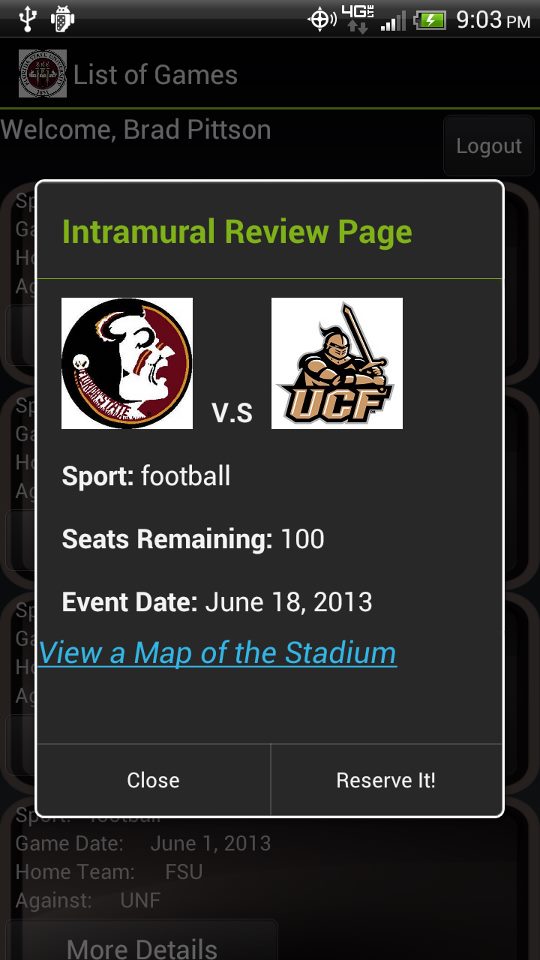 4G LTE 9:03 PM
List of Games
Welcome, Brad Pittson
Logout
Sp
Ga
Ho
Ag
Intramural Review Page
V.S
UCF
Sport: football
Seats Remaining: 100
Event Date: June 18, 2013
View a Map of the Stadium
Sp
Ga
Ho
Ag
Sp
Ga
Ho
Ag
Close
Reserve It!
Sport: football
Game Date: June 1, 2013
Home Team: FSU
Against: UNF
More Details